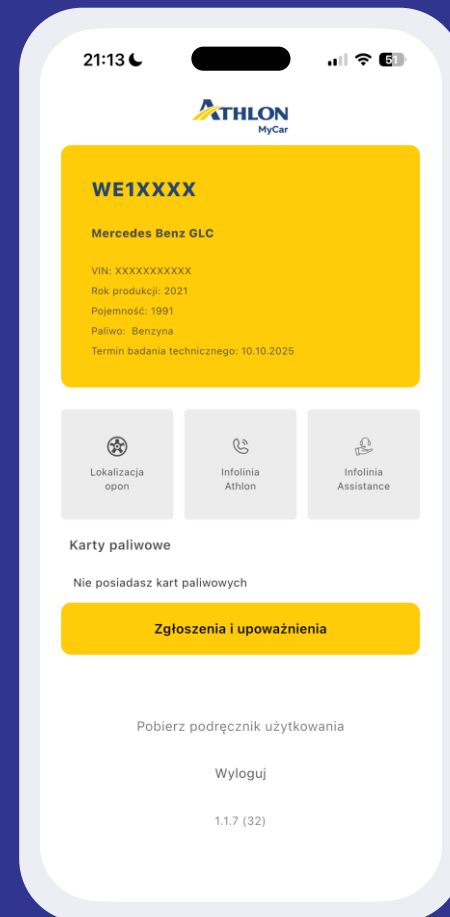 21:13
51
ATHLON
MyCar
WE1XXXX
Mercedes Benz GLC
VIN: XXXXXXXXXXX
Rok produkcji: 2021
Pojemność: 1991
Paliwo: Benzyna
Termin badania technicznego: 10.10.2025
Lokalizacja
opon
Infolinia
Athlon
Infolinia
Assistance
Karty paliwowe
Nie posiadasz kart paliwowych
Zgłoszenia i upoważnienia
Pobierz podręcznik użytkowania
Wyloguj
1.1.7 (32)